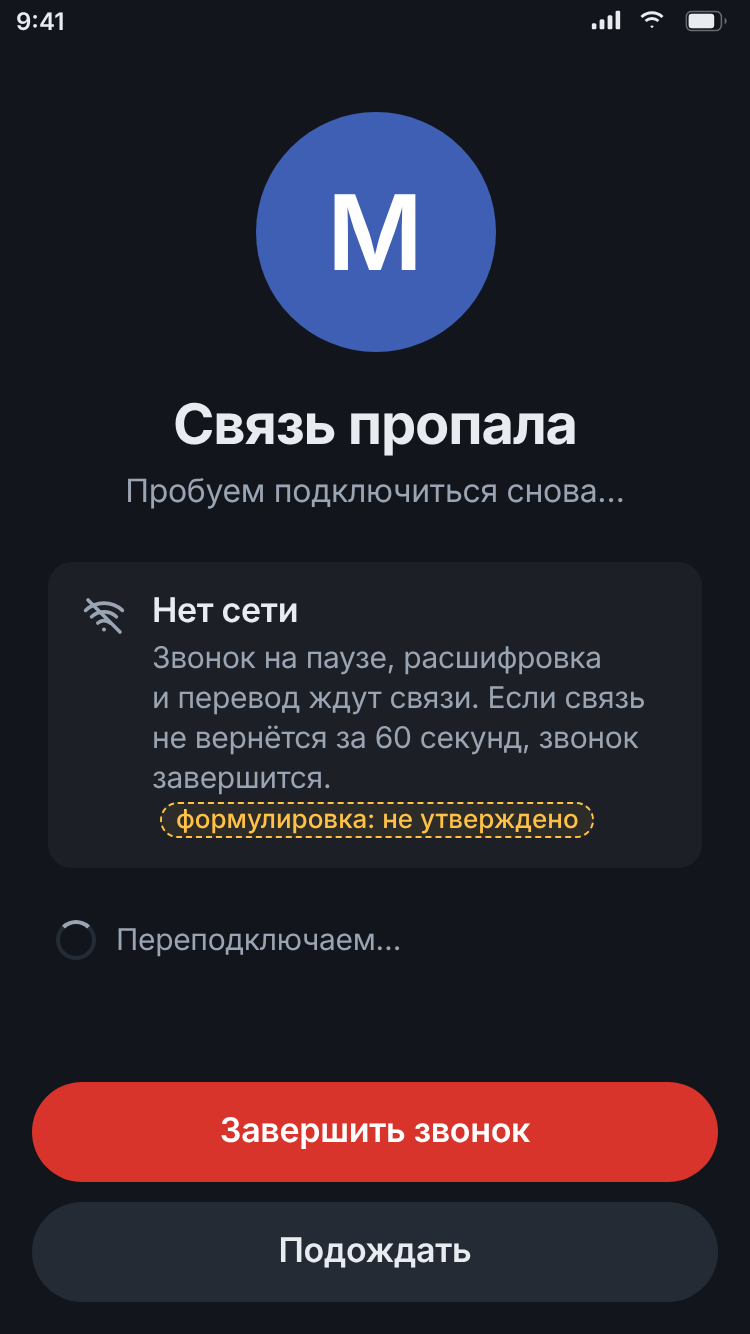 9:41
М
Связь пропала
Пробуем подключиться снова...
Нет сети
Звонок на паузе, расшифровка
и перевод ждут связи. Если связь
не вернётся за 60 секунд, звонок
завершится.
формулировка: не утверждено
Переподключаем...
Завершить звонок
Подождать